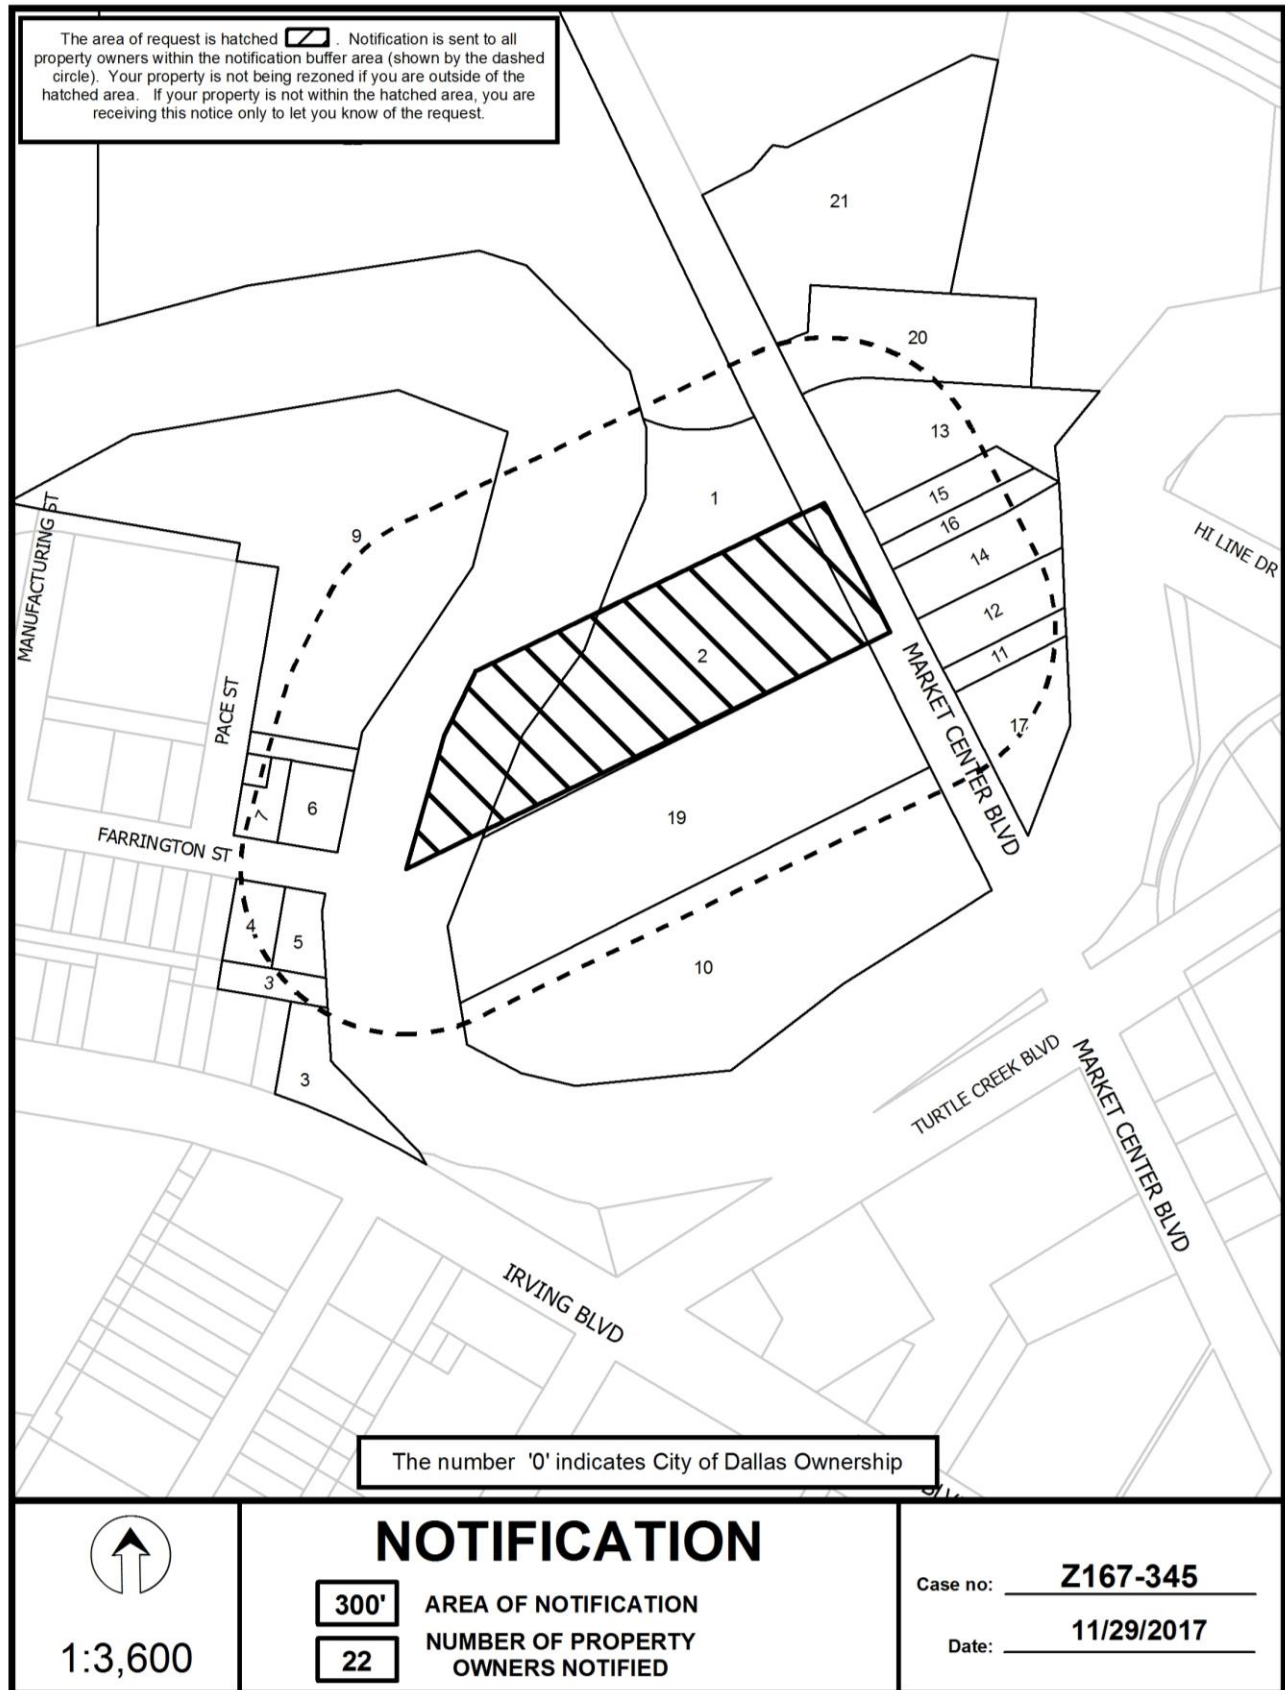 The area of request is hatched . Notification is sent to all
property owners within the notification buffer area (shown by the dashed
circle). Your property is not being rezoned if you are outside of the
hatched area. If your property is not within the hatched area, you are
receiving this notice only to let you know of the request.
21
20
13
1
15
9
16
HI LINE DR
14
MANUFACTURING ST
12
2
11
MARKET CENTER BLVD
PACE ST
17
7
6
19
FARRINGTON ST
4
5
10
3
3
TURTLE CREEK BLVD
MARKET CENTER BLVD
IRVING BLVD
The number '0' indicates City of Dallas Ownership
1:3,600
NOTIFICATION
300' AREA OF NOTIFICATION
22 NUMBER OF PROPERTY
OWNERS NOTIFIED
Case no: Z167-345
Date: 11/29/2017